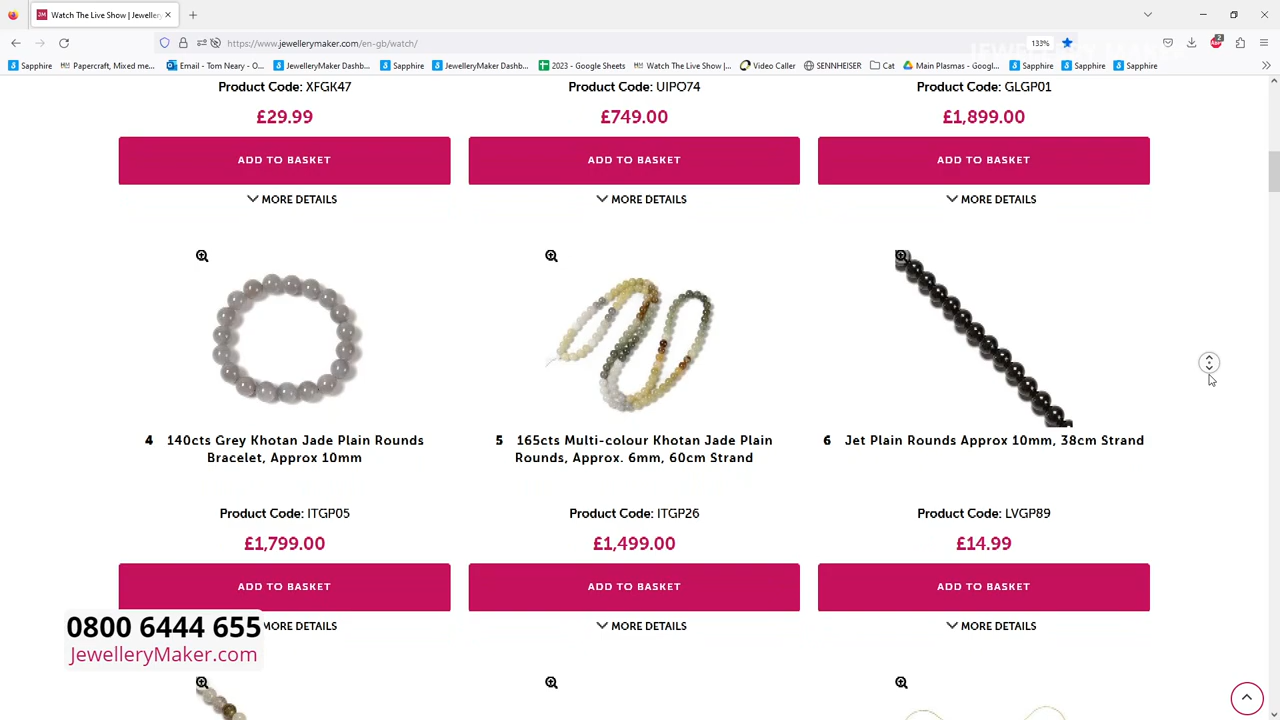 Watch The Live Show | Jeweller
https://www.jewellerymaker.com/en-gb/watch/
133%
2
Sapphire
Papercraft, Mixed me...
Email - Tom Neary - O...
JewelleryMaker Dashb...
Sapphire
JewelleryMaker Dashb...
2023 - Google Sheets
Watch The Live Show |...
Video Caller
SENNHEISER
Cat
Main Plasmas - Googl...
Sapphire
Sapphire
Sapphire
Product Code: XFGK47
Product Code: UIPO74
Product Code: GLGP01
£29.99
£749.00
£1,899.00
ADD TO BASKET
ADD TO BASKET
ADD TO BASKET
MORE DETAILS
MORE DETAILS
MORE DETAILS
4 140cts Grey Khotan Jade Plain Rounds
Bracelet, Approx 10mm
5 165cts Multi-colour Khotan Jade Plain
Rounds, Approx. 6mm, 60cm Strand
6 Jet Plain Rounds Approx 10mm, 38cm Strand
Product Code: ITGP05
Product Code: ITGP26
Product Code: LVGP89
£1,799.00
£1,499.00
£14.99
ADD TO BASKET
ADD TO BASKET
ADD TO BASKET
MORE DETAILS
MORE DETAILS
MORE DETAILS
0800 6444 655
JewelleryMaker.com